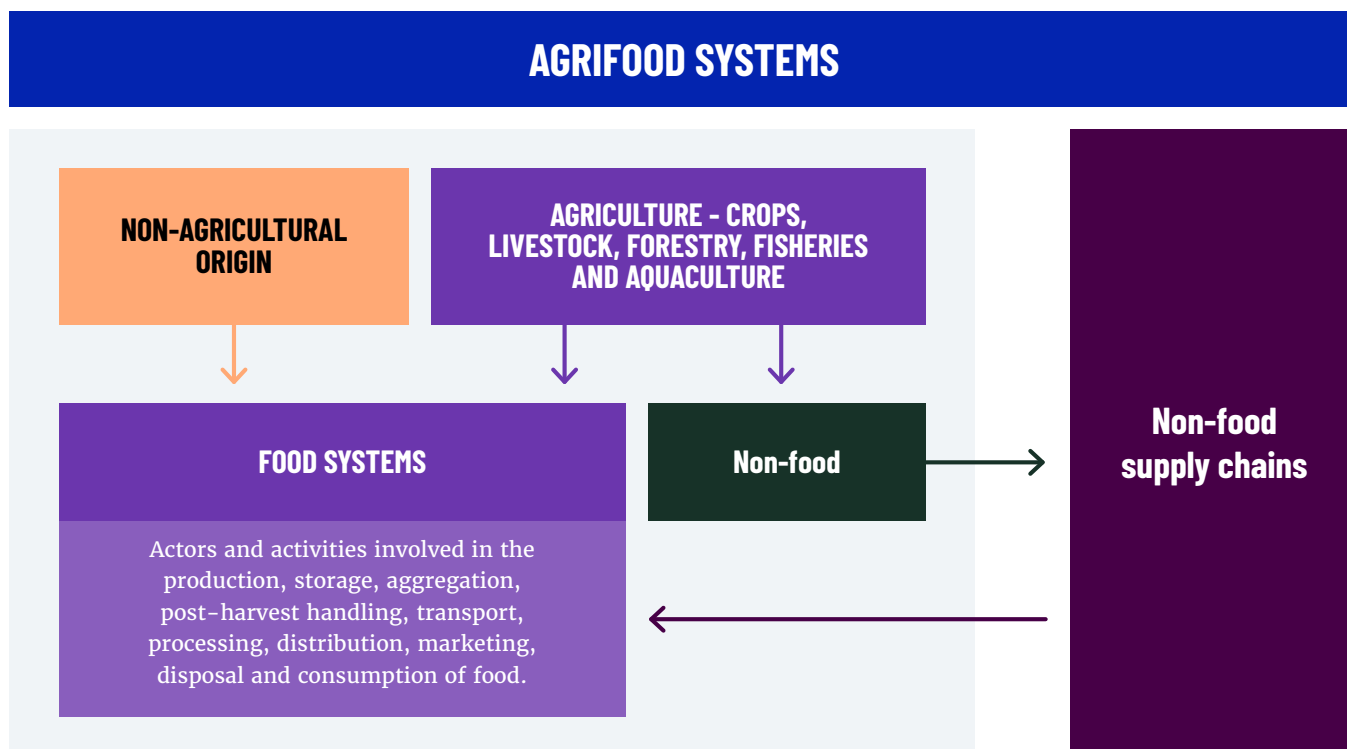 AGRIFOOD SYSTEMS
NON-AGRICULTURAL
ORIGIN
AGRICULTURE - CROPS,
LIVESTOCK, FORESTRY, FISHERIES
AND AQUACULTURE
FOOD SYSTEMS
Non-food
Actors and activities involved in the
production, storage, aggregation,
post-harvest handling, transport,
processing, distribution, marketing,
disposal and consumption of food.
Non-food
supply chains